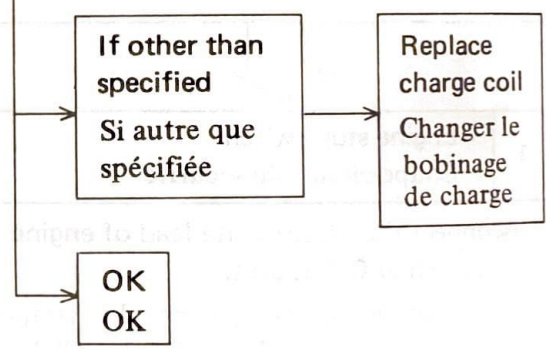 If other than
specified
Si autre que
spécifiée
Replace
charge coil
Changer le
bobinage
de charge
OK
OK